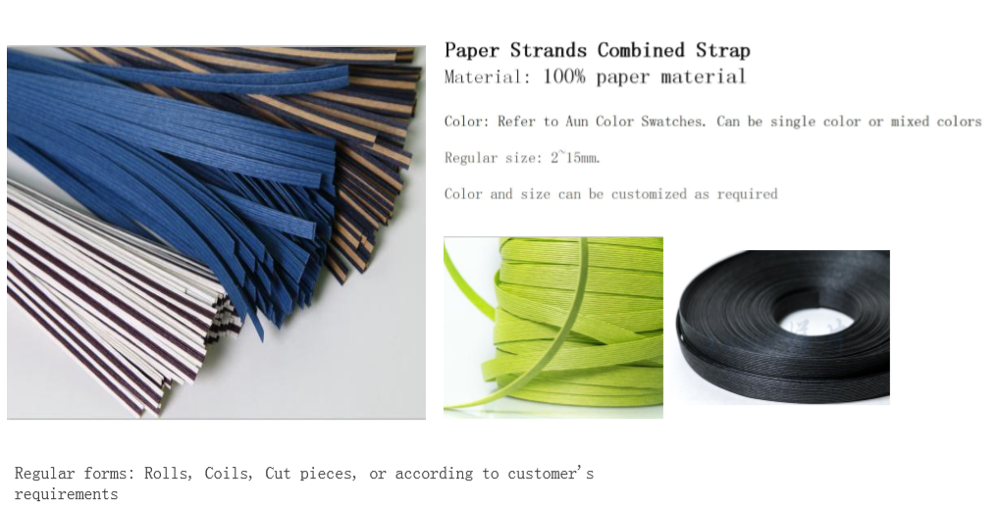 Paper Strands Combined Strap
Material: 100% paper material
Color: Refer to Aun Color Swatches. Can be single color or mixed colors
Regular size: 2~15mm.
Color and size can be customized as required
Regular forms: Rolls, Coils, Cut pieces, or according to customer's
requirements